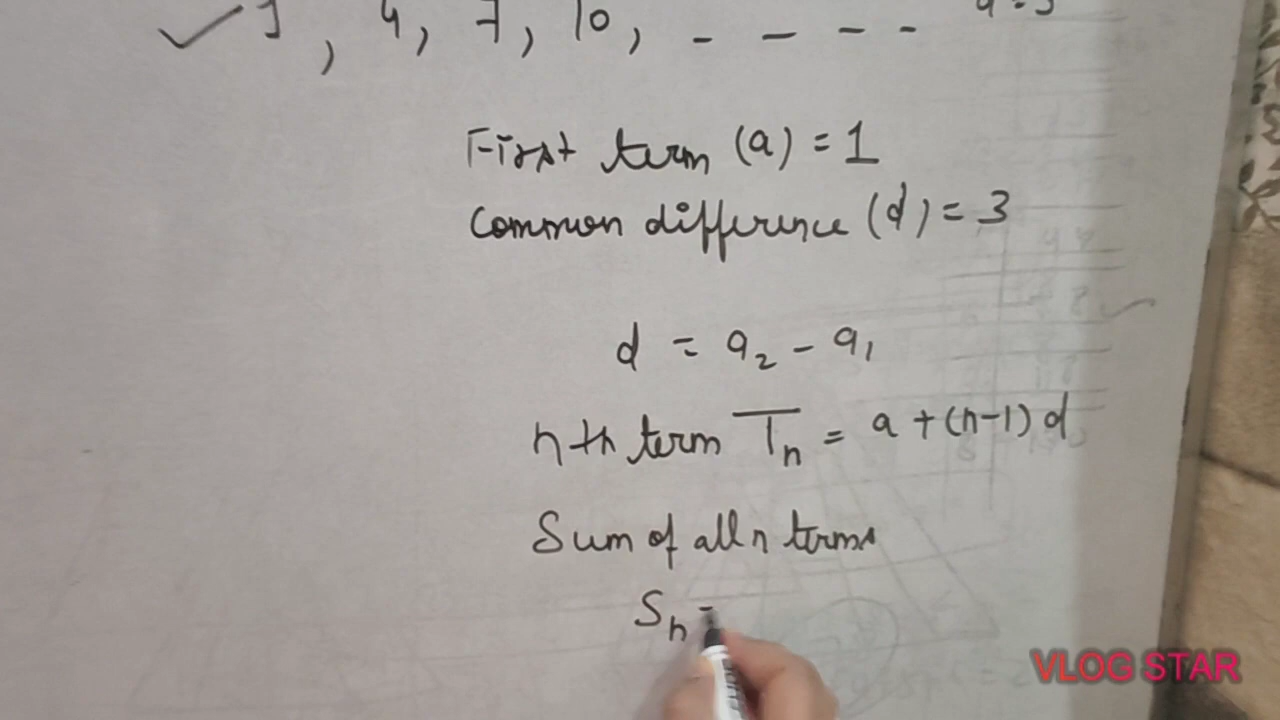 1, 4, 7, 10, - - - -
First term (a) = 1
Common difference (d) = 3
d = a₂ - a₁
nth term Tₙ = a + (n-1) d
Sum of all n terms
Sₙ =
VLOG STAR